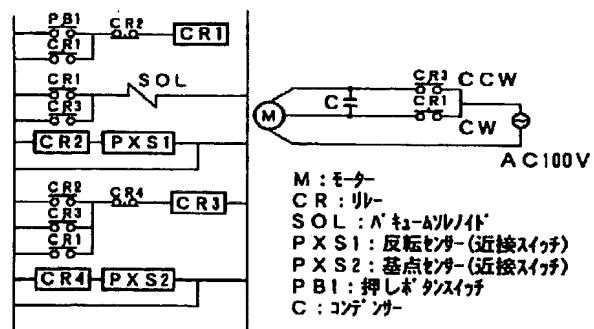 PB1
CR2
CR1
CR1
CR1
SOL
CR3
CR2 PXS1
CR2
CR4
CR3
CR3
CR1
CR4 PXS2
CR3 CCW
C
CR1
M
CW
AC100V
M:モーター
CR:リレー
SOL:バキュームソレノイド
PXS1:反転センサー(近接スイッチ)
PXS2:基点センサー(近接スイッチ)
PB1:押しボタンスイッチ
C:コンデンサー